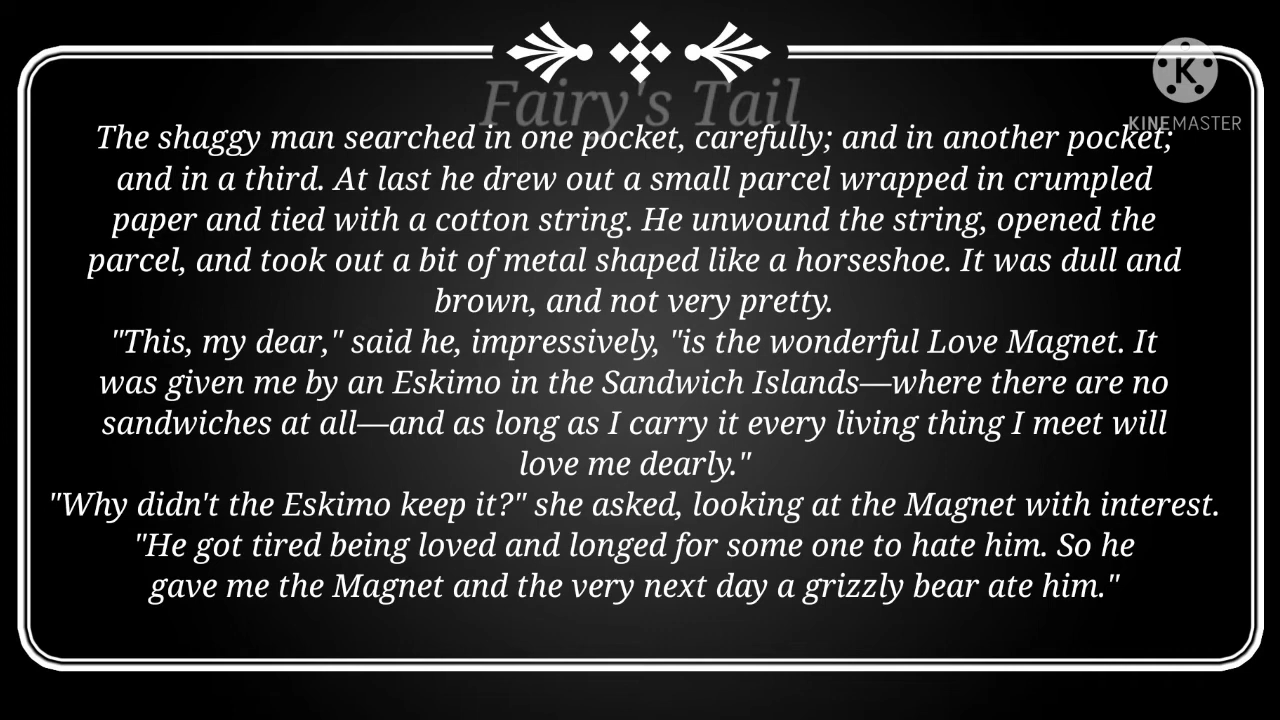 Fairy's Tail
K
KINEMASTER
The shaggy man searched in one pocket, carefully; and in another pocket;
and in a third. At last he drew out a small parcel wrapped in crumpled
paper and tied with a cotton string. He unwound the string, opened the
parcel, and took out a bit of metal shaped like a horseshoe. It was dull and
brown, and not very pretty.
"This, my dear," said he, impressively, "is the wonderful Love Magnet. It
was given me by an Eskimo in the Sandwich Islands—where there are no
sandwiches at all—and as long as I carry it every living thing I meet will
love me dearly."
"Why didn't the Eskimo keep it?" she asked, looking at the Magnet with interest.
"He got tired being loved and longed for some one to hate him. So he
gave me the Magnet and the very next day a grizzly bear ate him."